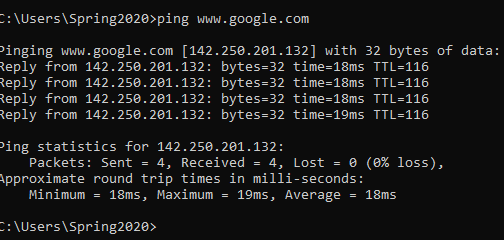 C:\Users\Spring2020>ping www.google.com
Pinging www.google.com [142.250.201.132] with 32 bytes of data:
Reply from 142.250.201.132: bytes=32 time=18ms TTL=116
Reply from 142.250.201.132: bytes=32 time=18ms TTL=116
Reply from 142.250.201.132: bytes=32 time=18ms TTL=116
Reply from 142.250.201.132: bytes=32 time=19ms TTL=116
Ping statistics for 142.250.201.132:
Packets: Sent = 4, Received = 4, Lost = 0 (0% loss),
Approximate round trip times in milli-seconds:
Minimum = 18ms, Maximum = 19ms, Average = 18ms
C:\Users\Spring2020>